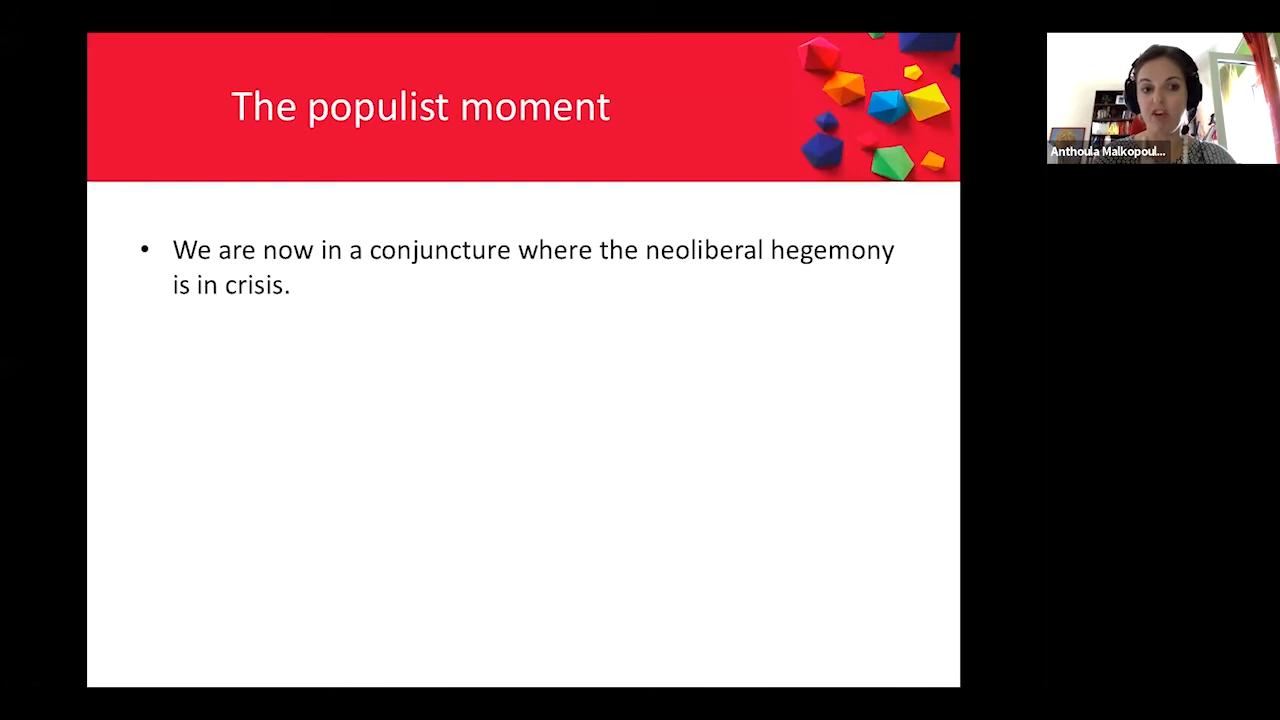 The populist moment
• We are now in a conjuncture where the neoliberal hegemony
is in crisis.
Anthoula Malkopoul...